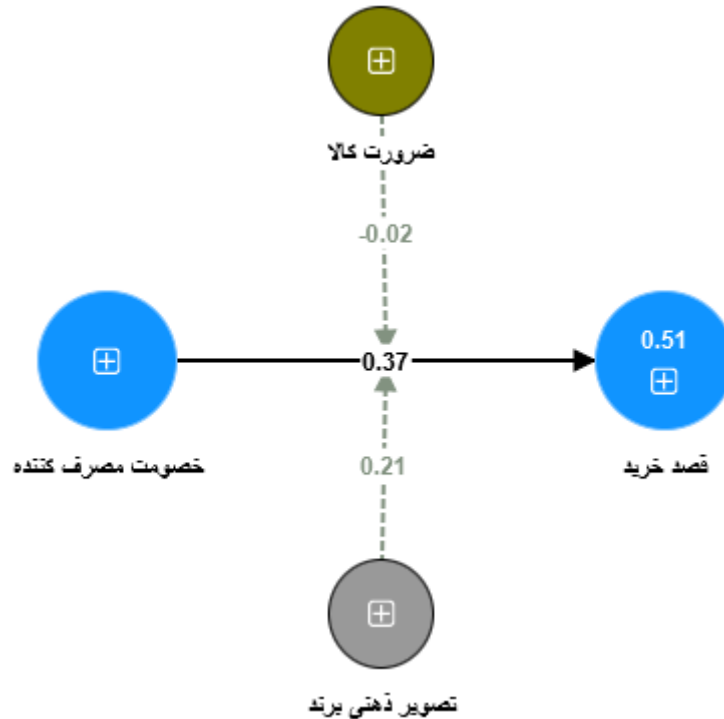 ضرورت کالا
-0.02
0.51
0.37
خصومت مصرف کننده
قصد خرید
0.21
تصویر ذهنی برند